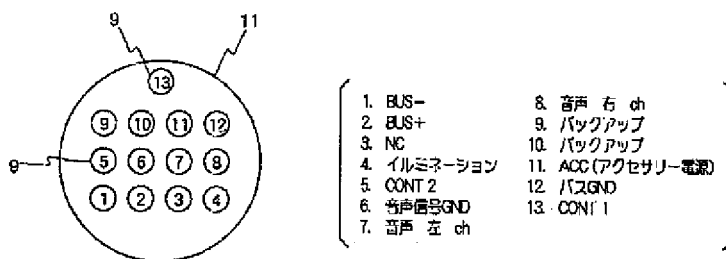 9 11
13
9 10 11 12
9 5 6 7 8
1 2 3 4
1. BUS−
2. BUS+
3. NC
4. イルミネーション
5. CONT 2
6. 音声信号GND
7. 音声 左 ch
8. 音声 右 ch
9. バックアップ
10. バックアップ
11. ACC(アクセサリー電源)
12. バスGND
13. CONT 1